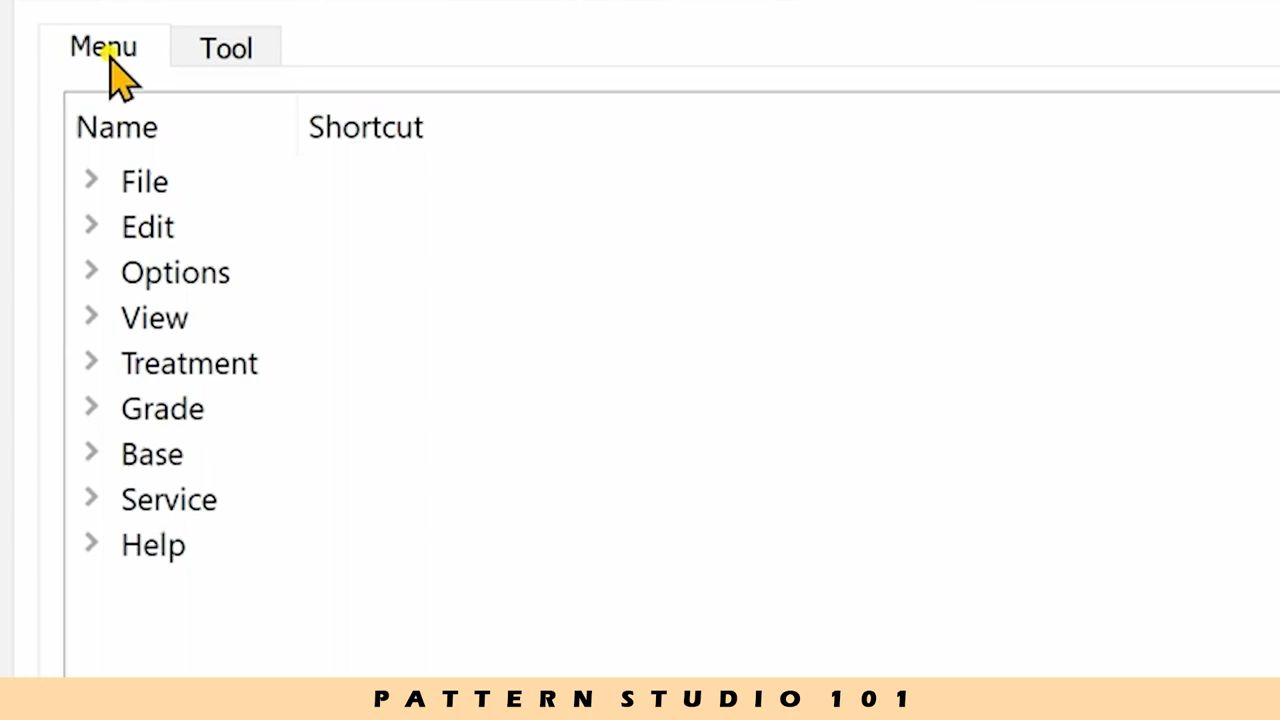 Menu Tool
Name Shortcut
File
Edit
Options
View
Treatment
Grade
Base
Service
Help
PATTERN STUDIO 101